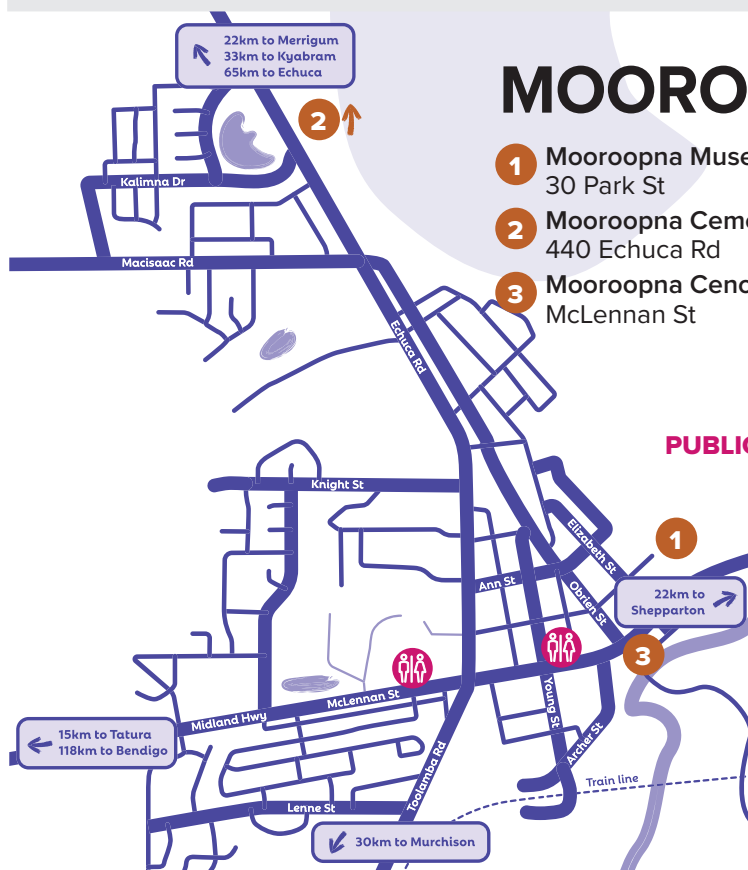 22km to Merrigum
33km to Kyabram
65km to Echuca
MOORO
2
1 Mooroopna Muse
30 Park St
2 Mooroopna Ceme
440 Echuca Rd
3 Mooroopna Ceno
McLennan St
Kalimna Dr
Macisaac Rd
Echuca Rd
PUBLIC
Knight St
Elizabeth St
1
Ann St
Obrien St
22km to
Shepparton
3
McLennan St
Midland Hwy
Young St
Archer St
15km to Tatura
118km to Bendigo
Toolamba Rd
Train line
Lenne St
30km to Murchison